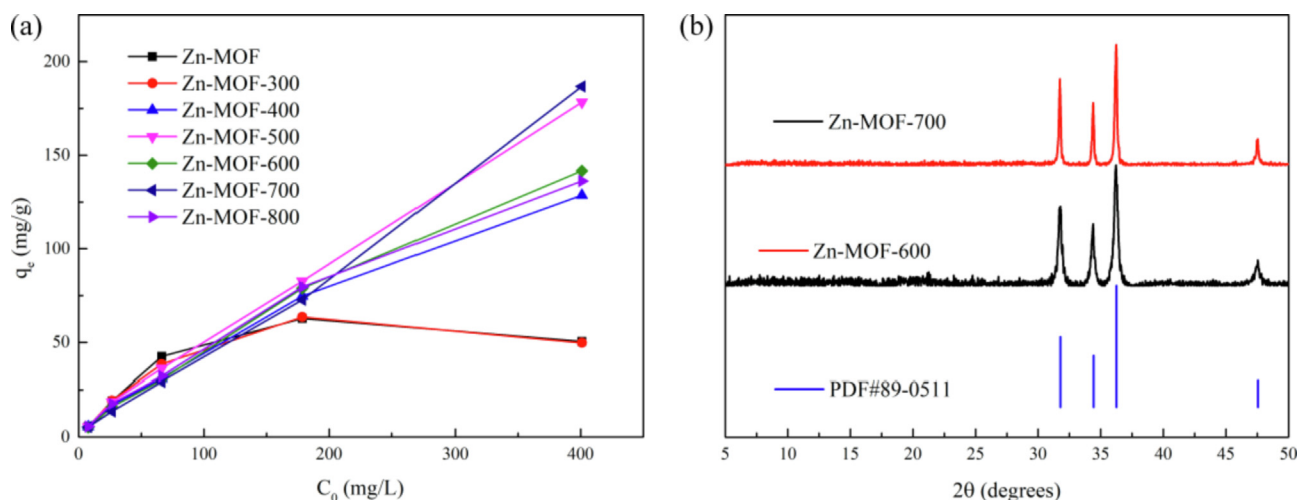 (a)
Zn-MOF
Zn-MOF-300
Zn-MOF-400
Zn-MOF-500
Zn-MOF-600
Zn-MOF-700
Zn-MOF-800
200
150
100
50
0
qe (mg/g)
0 100 200 300 400
C0 (mg/L)
(b)
Zn-MOF-700
Zn-MOF-600
PDF#89-0511
5 10 15 20 25 30 35 40 45 50
2θ (degrees)